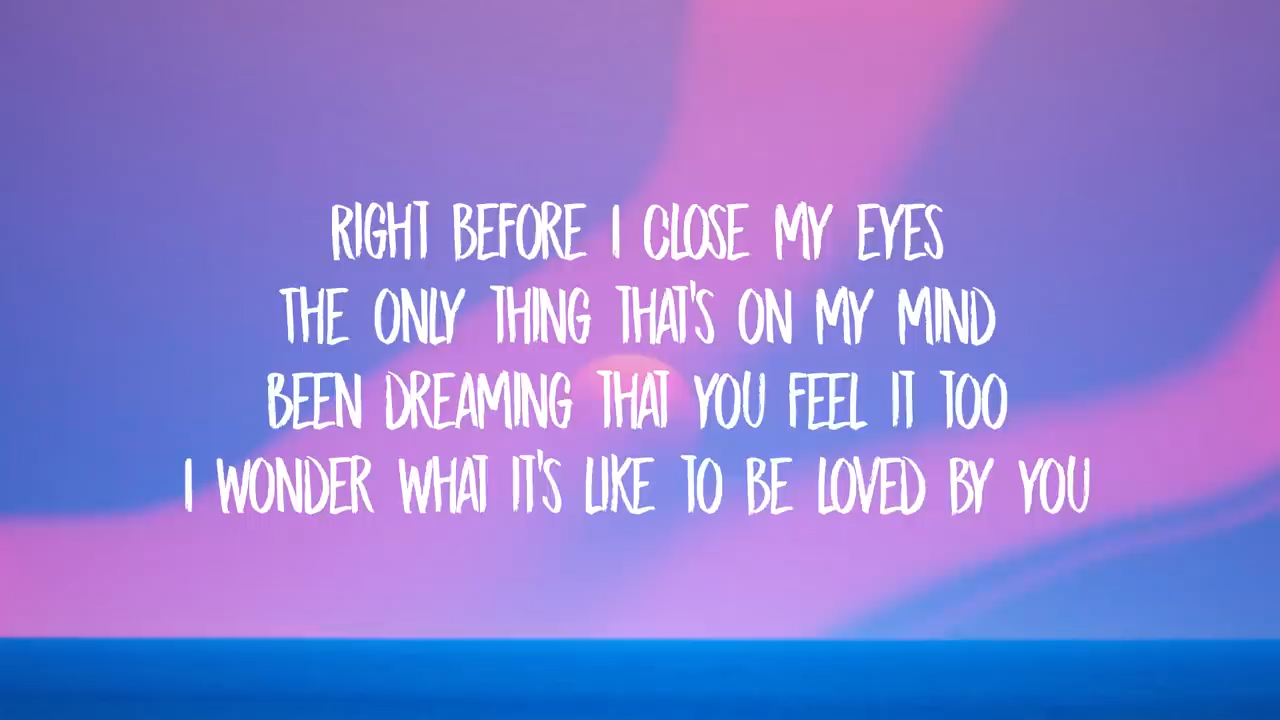 RIGHT BEFORE I CLOSE MY EYES
THE ONLY THING THAT'S ON MY MIND
BEEN DREAMING THAT YOU FEEL IT TOO
I WONDER WHAT IT'S LIKE TO BE LOVED BY YOU